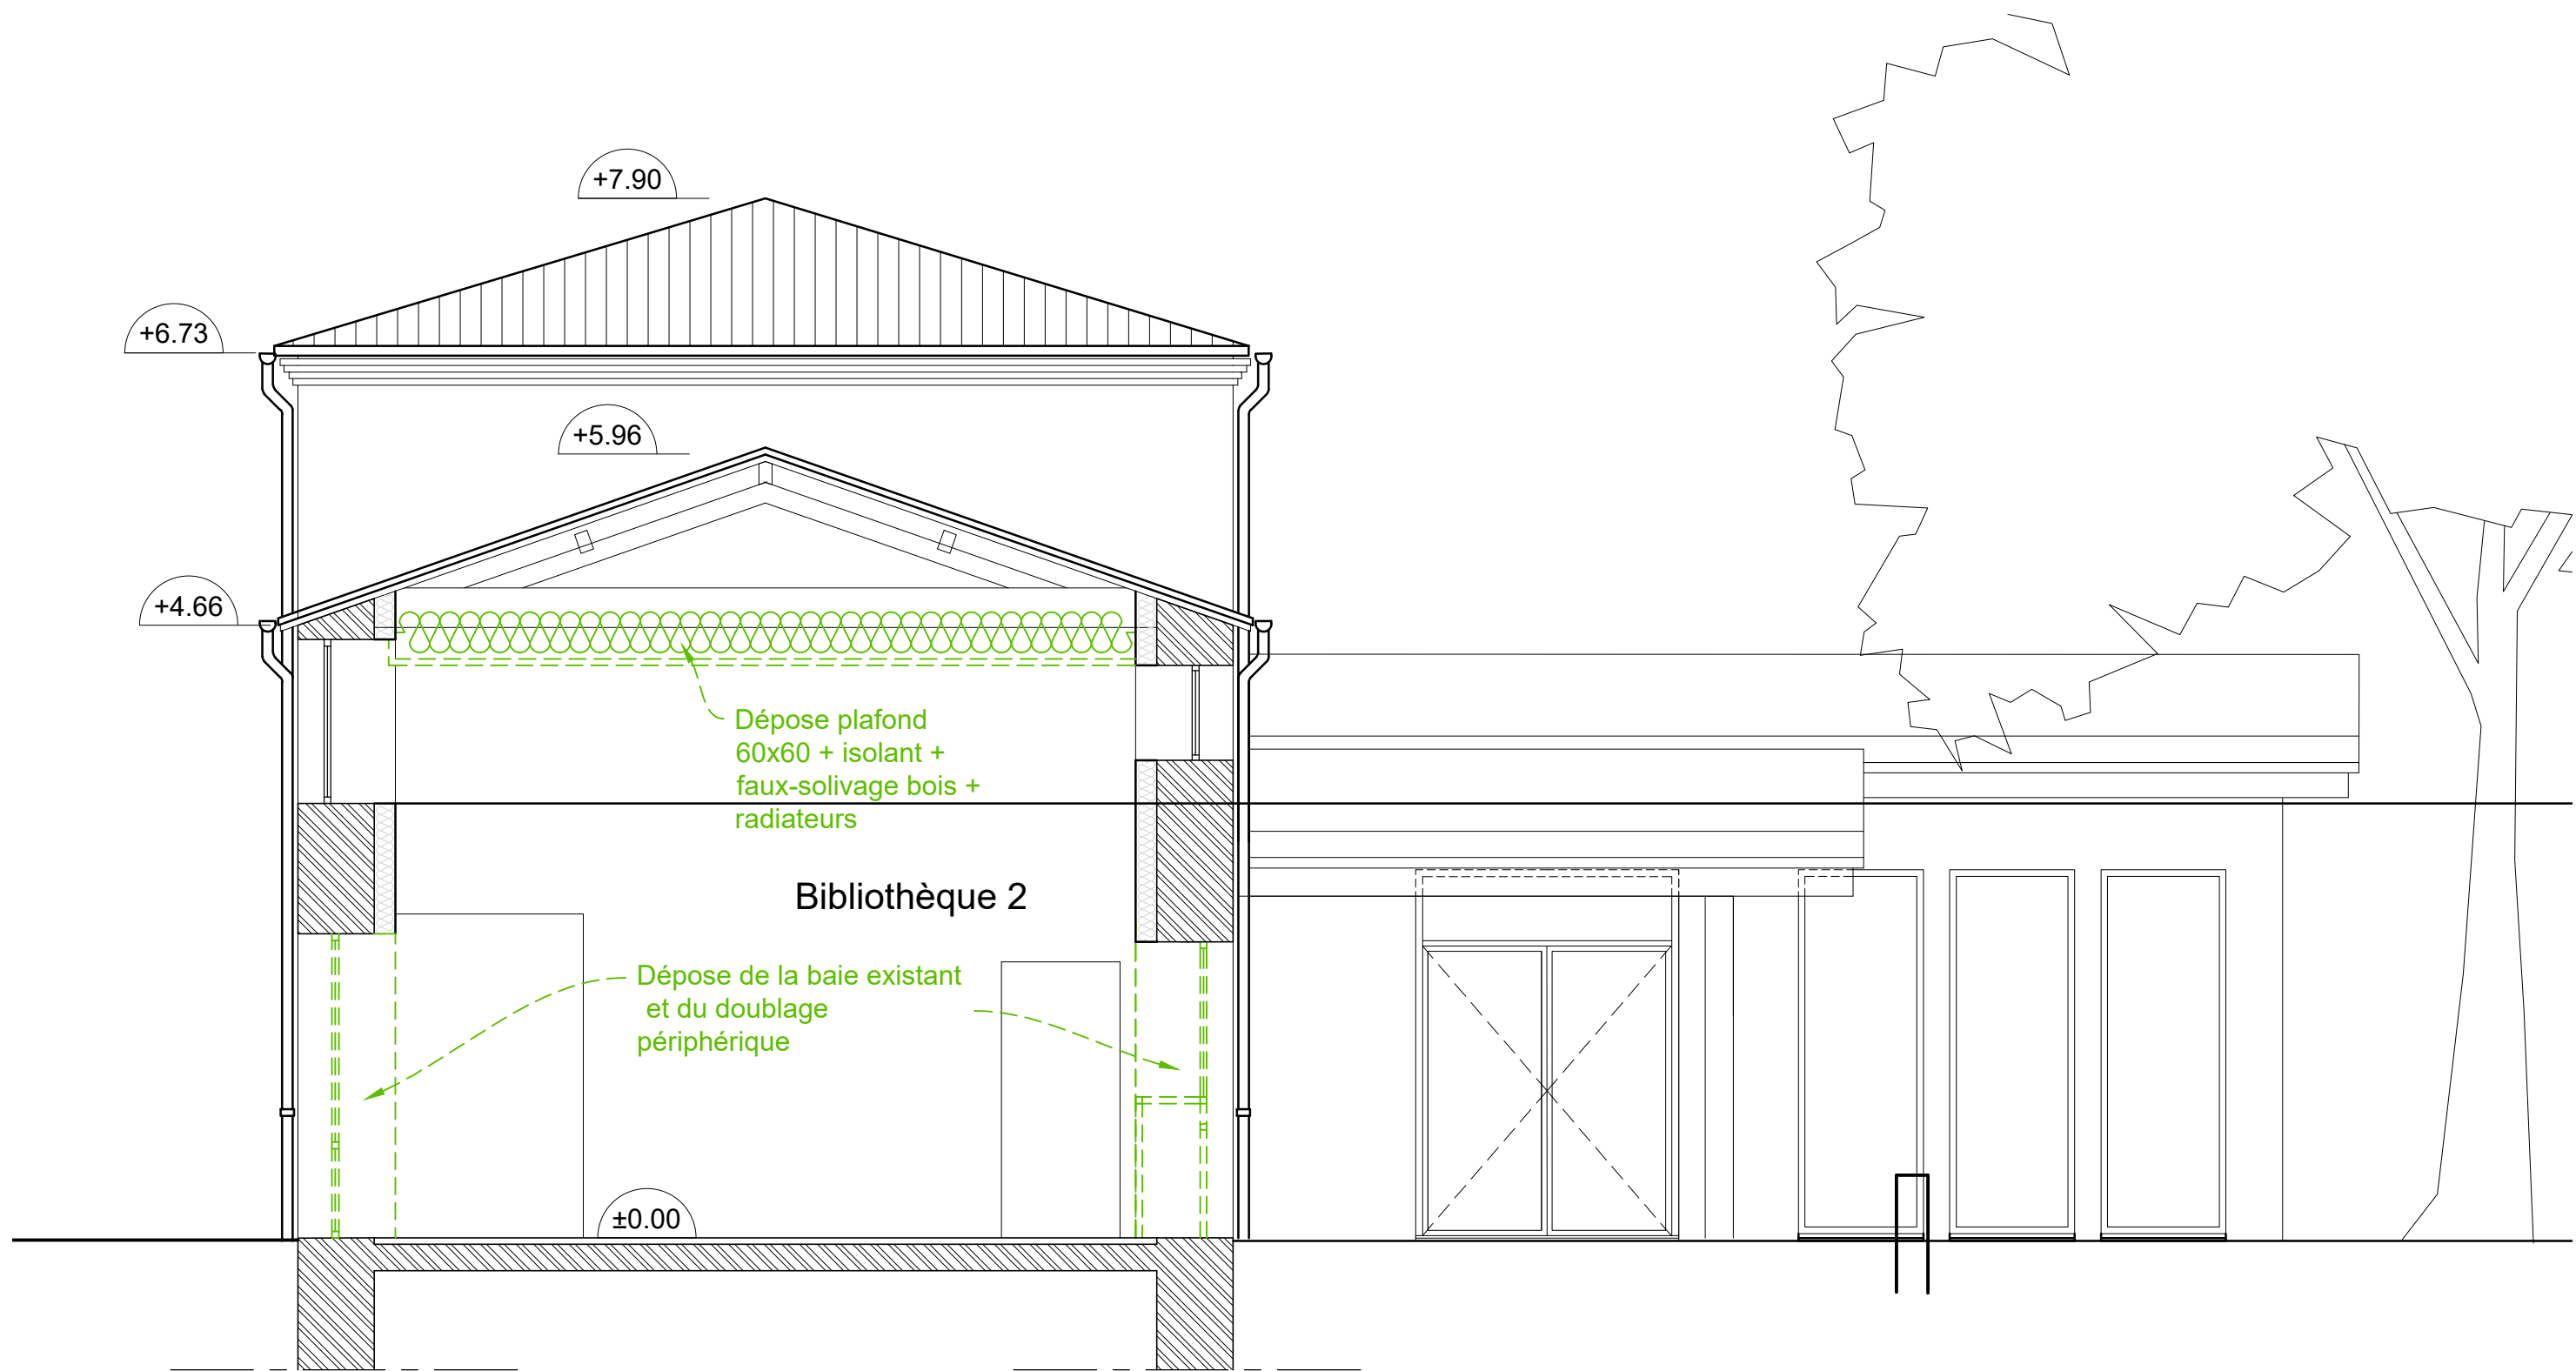 +7.90
+6.73
+5.96
+4.66
Dépose plafond
60x60 + isolant +
faux-solivage bois +
radiateurs
Bibliothèque 2
Dépose de la baie existant
et du doublage
périphérique
±0.00